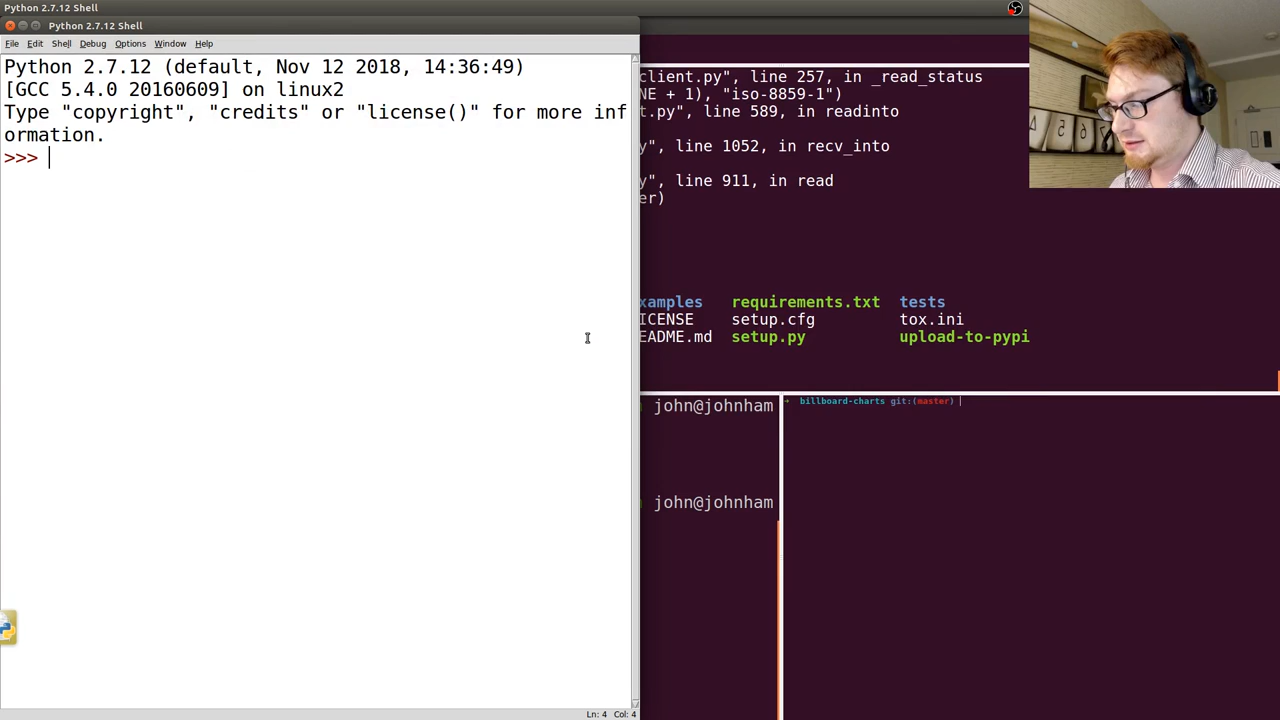 Python 2.7.12 Shell
Python 2.7.12 Shell
File Edit Shell Debug Options Window Help
Python 2.7.12 (default, Nov 12 2018, 14:36:49)
[GCC 5.4.0 20160609] on linux2
Type "copyright", "credits" or "license()" for more inf
ormation.
>>>
Ln: 4 Col: 4
client.py", line 257, in _read_status
NE + 1), "iso-8859-1")
t.py", line 589, in readinto
y", line 1052, in recv_into
y", line 911, in read
er)
xamples requirements.txt tests
ICENSE setup.cfg tox.ini
EADME.md setup.py upload-to-pypi
john@johnham
john@johnham
➜ billboard-charts git:(master)
4 3 5 6